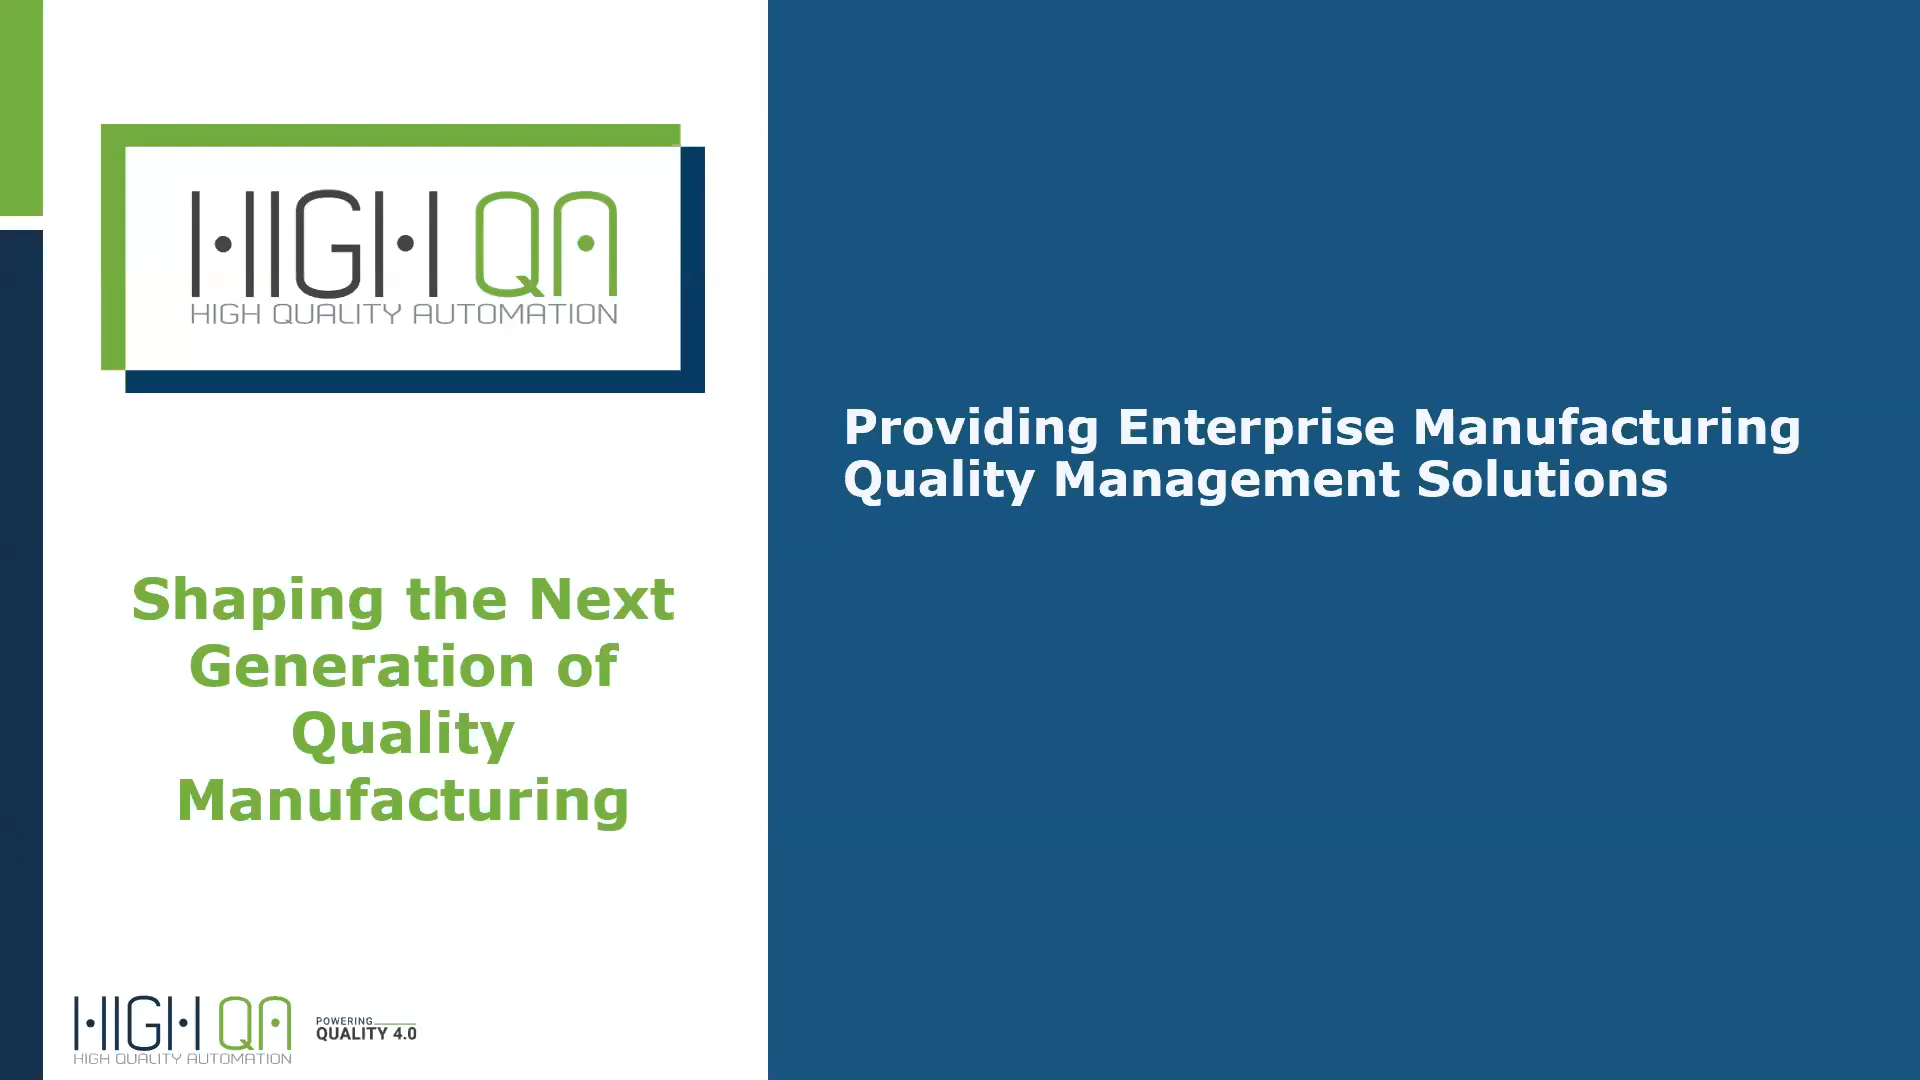 HIGH QA
HIGH QUALITY AUTOMATION
Shaping the Next
Generation of
Quality
Manufacturing
HIGH QA
HIGH QUALITY AUTOMATION
POWERING
QUALITY 4.0
Providing Enterprise Manufacturing
Quality Management Solutions